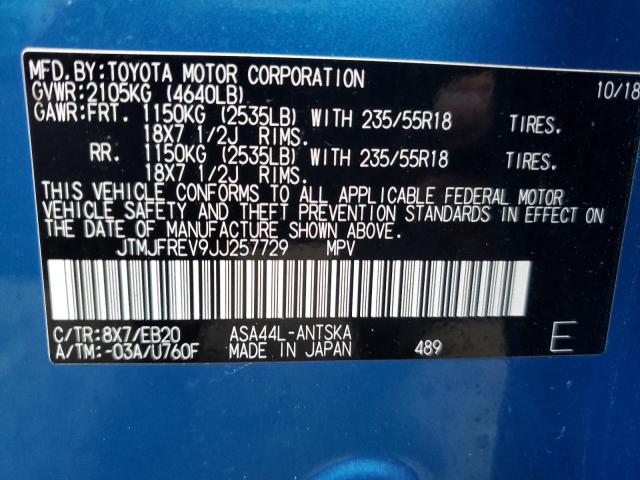 MFD.BY:TOYOTA MOTOR CORPORATION 10/18
GVWR:2105KG (4640LB)
GAWR:FRT. 1150KG (2535LB) WITH 235/55R18 TIRES.
18X7 1/2J RIMS.
RR. 1150KG (2535LB) WITH 235/55R18 TIRES.
18X7 1/2J RIMS.
THIS VEHICLE CONFORMS TO ALL APPLICABLE FEDERAL MOTOR
VEHICLE SAFETY AND THEFT PREVENTION STANDARDS IN EFFECT ON
THE DATE OF MANUFACTURE SHOWN ABOVE.
JTMJFREV9JJ257729 MPV
C/TR:8X7/EB20 ASA44L-ANTSKA
A/TM:-03A/U760F MADE IN JAPAN 489 E